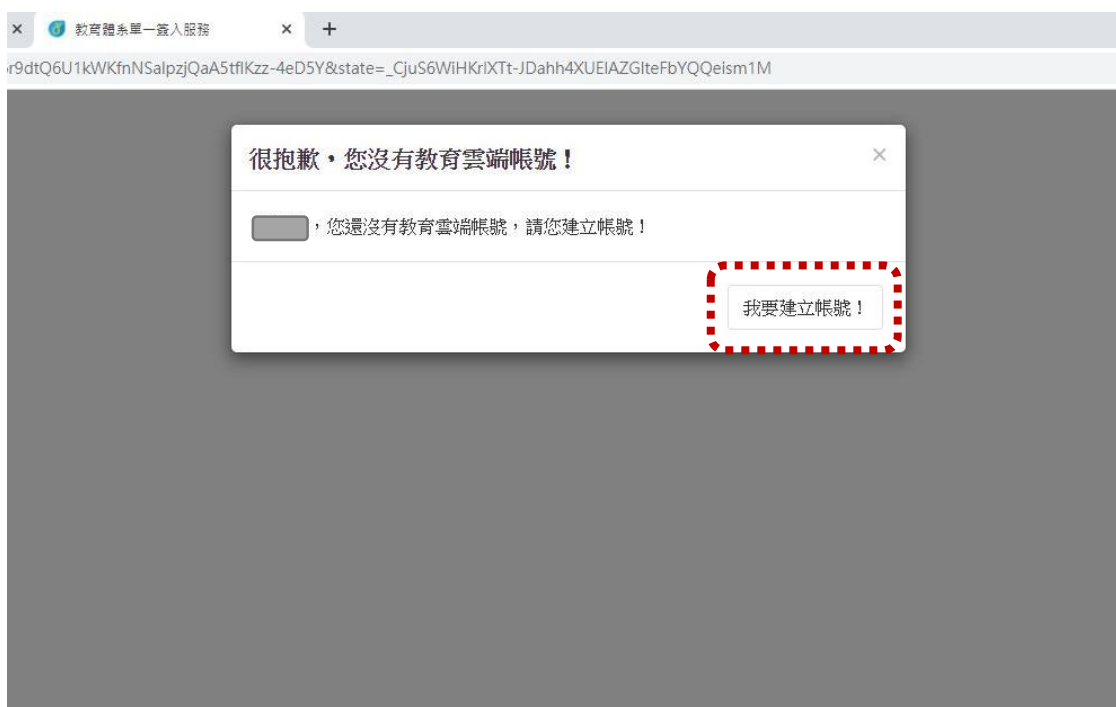 教育體系單一簽入服務
r9dtQ6U1kWKfnNSalpzjQaA5tflKzz-4eD5Y&state=_CjuS6WiHKrlXTt-JDahh4XUElAZGlteFbYQQeism1M
很抱歉，您沒有教育雲端帳號！
，您還沒有教育雲端帳號，請您建立帳號！
我要建立帳號！